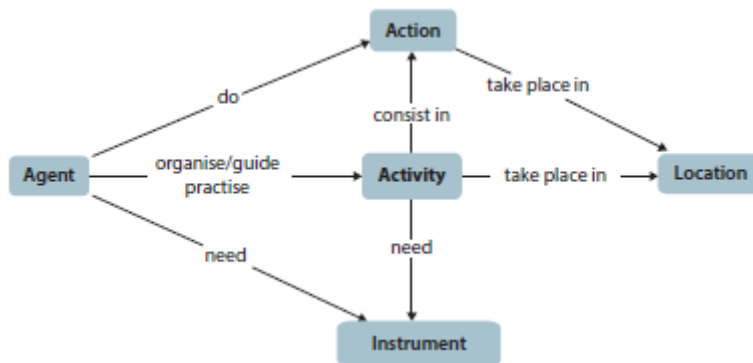 Action
do
take place in
consist in
organise/guide
practise
Agent
Activity
take place in
Location
need
need
Instrument